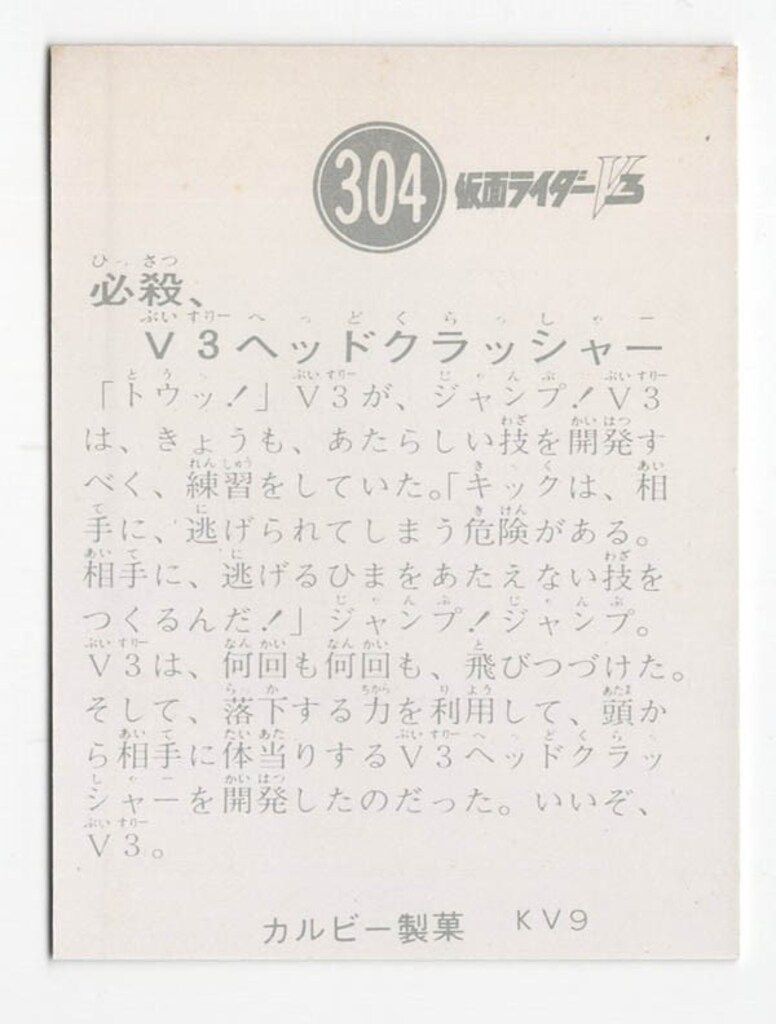 304 仮面ライダーV3
必殺、
V3ヘッドクラッシャー
「トウッ!」V3が、ジャンプ!V3
は、きょうも、あたらしい技を開発す
べく、練習をしていた。「キックは、相
手に、逃げられてしまう危険がある。
相手に、逃げるひまをあたえない技を
つくるんだ!」ジャンプ!ジャンプ。
V3は、何回も何回も、飛びつづけた。
そして、落下する力を利用して、頭か
ら相手に体当りするV3ヘッドクラッ
シャーを開発したのだった。いいぞ、
V3。
カルビー製菓 KV9